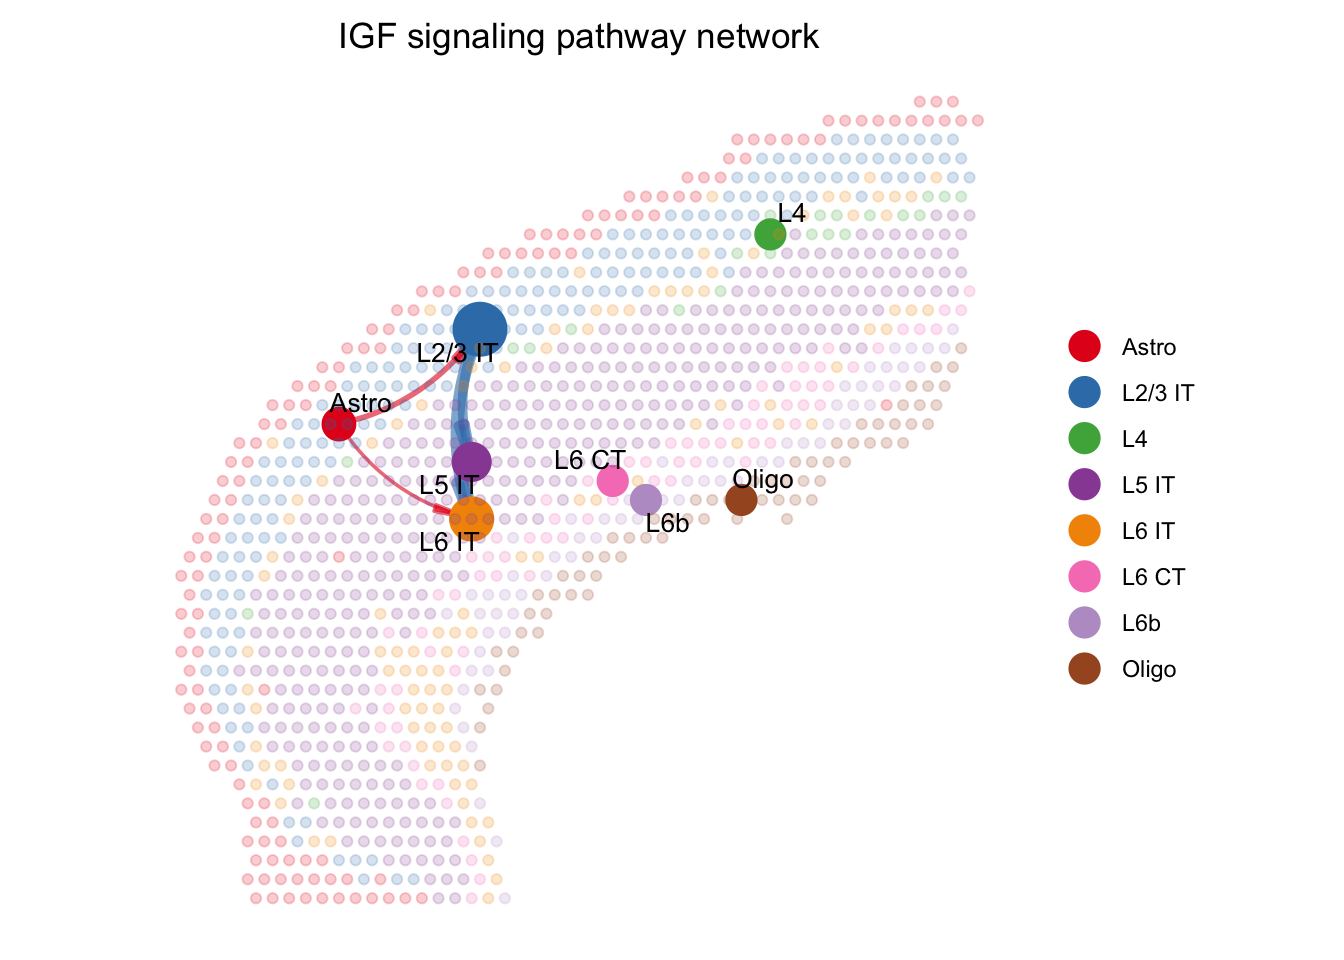 IGF signaling pathway network
L4
L2/3 IT
Astro
L6 CT
L5 IT
Oligo
L6b
L6 IT
Astro
L2/3 IT
L4
L5 IT
L6 IT
L6 CT
L6b
Oligo